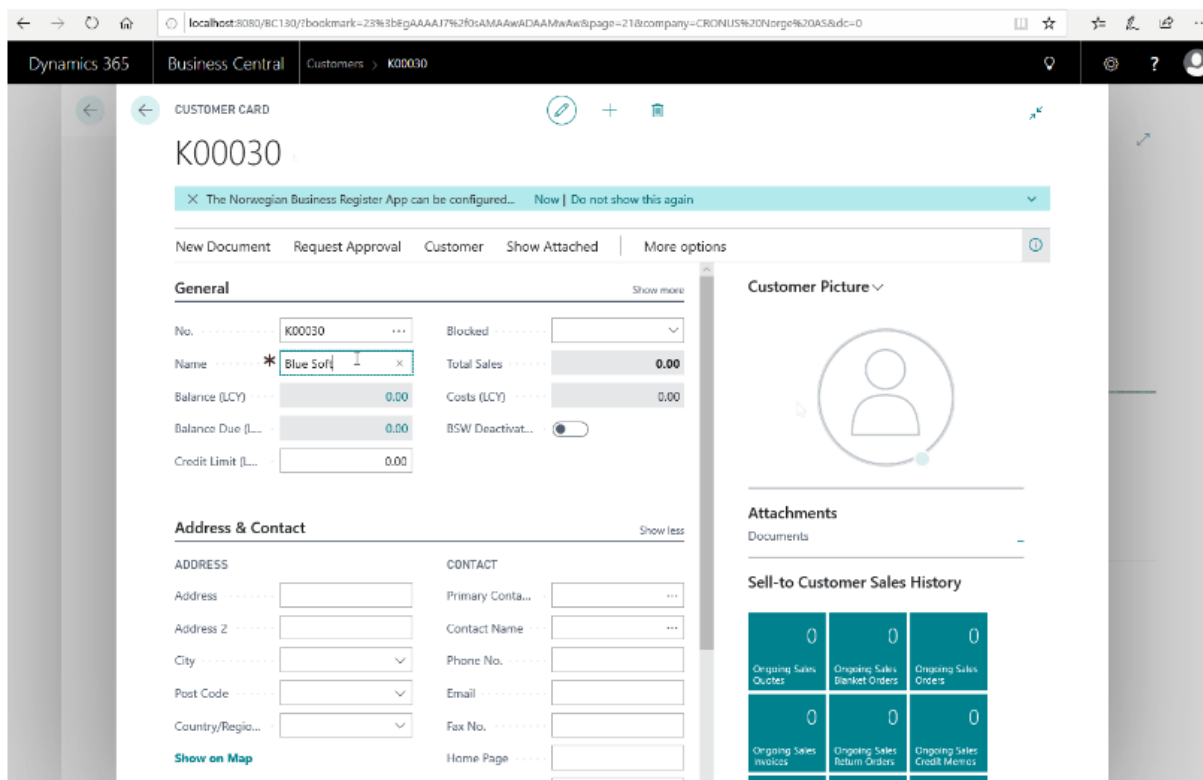 localhost:8080/BC130/?bookmark=23%3bEgAAAAJ7%2f0sAMAAwADAAMwAw&page=21&company=CRONUS%20Norge%20AS&dc=0
Dynamics 365 Business Central Customers > K00030 ?
CUSTOMER CARD
K00030
The Norwegian Business Register App can be configured... Now | Do not show this again
New Document Request Approval Customer Show Attached More options
General Show more
No. K00030 ...
Name * Blue Soft
Balance (LCY) 0.00
Balance Due (L... 0.00
Credit Limit (L... 0.00
Blocked
Total Sales 0.00
Costs (LCY) 0.00
BSW Deactivat...
Address & Contact Show less
ADDRESS
Address
Address 2
City
Post Code
Country/Regio...
Show on Map
CONTACT
Primary Conta... ...
Contact Name ...
Phone No.
Email
Fax No.
Home Page
Customer Picture
Attachments
Documents _
Sell-to Customer Sales History
0 Ongoing Sales Quotes
0 Ongoing Sales Blanket Orders
0 Ongoing Sales Orders
0 Ongoing Sales Invoices
0 Ongoing Sales Return Orders
0 Ongoing Sales Credit Memos